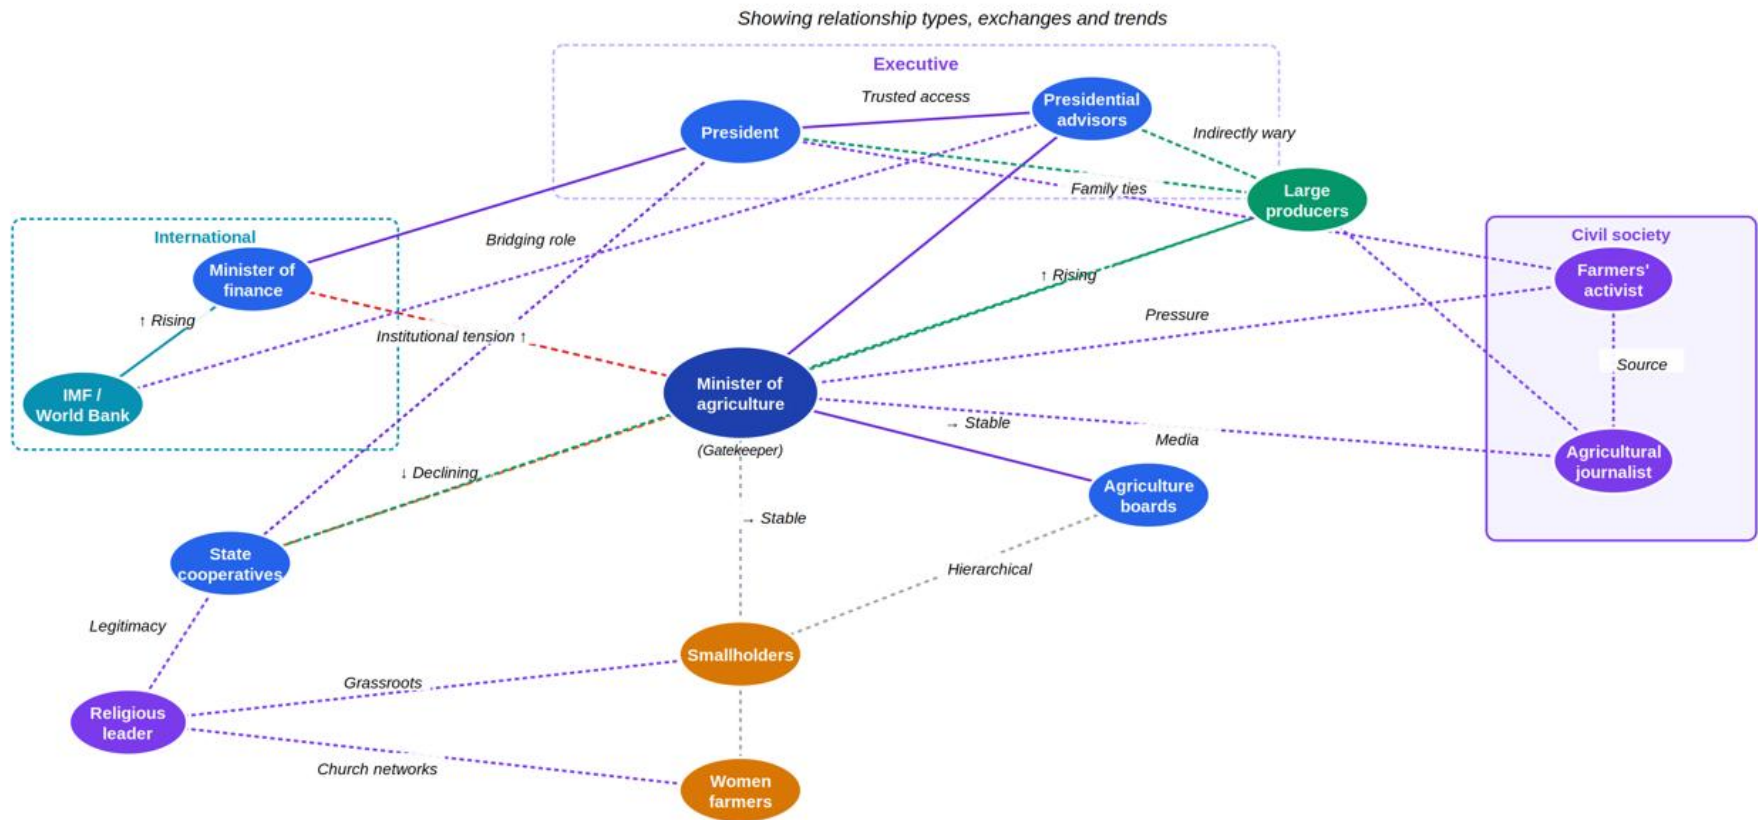 Showing relationship types, exchanges and trends
Executive
Trusted access
Presidential
advisors
President
Indirectly wary
Family ties
Large
producers
International
Bridging role
Civil society
Minister of
finance
Farmers'
activist
↑ Rising
↑ Rising
Pressure
Institutional tension ↑
Source
IMF /
World Bank
Minister of
agriculture
(Gatekeeper)
→ Stable
Media
Agricultural
journalist
↓ Declining
Agriculture
boards
→ Stable
State
cooperatives
Hierarchical
Legitimacy
Smallholders
Grassroots
Religious
leader
Church networks
Women
farmers